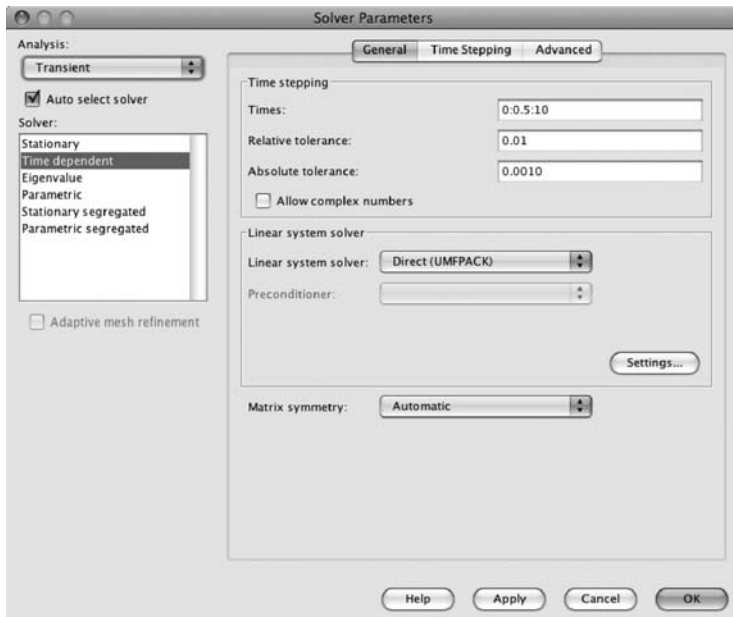 Solver Parameters
Analysis:
Transient
Auto select solver
Solver:
Stationary
Time dependent
Eigenvalue
Parametric
Stationary segregated
Parametric segregated
Adaptive mesh refinement
General Time Stepping Advanced
Time stepping
Times: 0:0.5:10
Relative tolerance: 0.01
Absolute tolerance: 0.0010
Allow complex numbers
Linear system solver
Linear system solver: Direct (UMFPACK)
Preconditioner:
Settings...
Matrix symmetry: Automatic
Help Apply Cancel OK